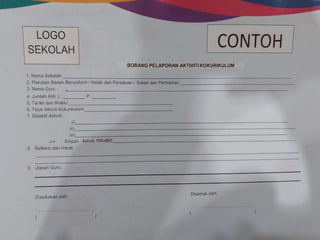 LOGO
SEKOLAH
CONTOH
BORANG PELAPORAN AKTIVITI KOKURIKULUM
1. Nama Sekolah:
2. Pasukan Badan Beruniform / Kelab dan Persatuan / Sukan dan Permainan:
3. Nama Guru :
4. Jumlah Ahli: L: P:
5. Tarikh dan Waktu:
6. Tajuk Aktiviti Kokurikulum:
7. Objektif Aktiviti :
i)
ii)
iii)
Senarai Aktiviti
8. Refleksi dan Impak
9. Ulasan Guru:
Disediakan oleh: Disemak oleh:
( ) ( )